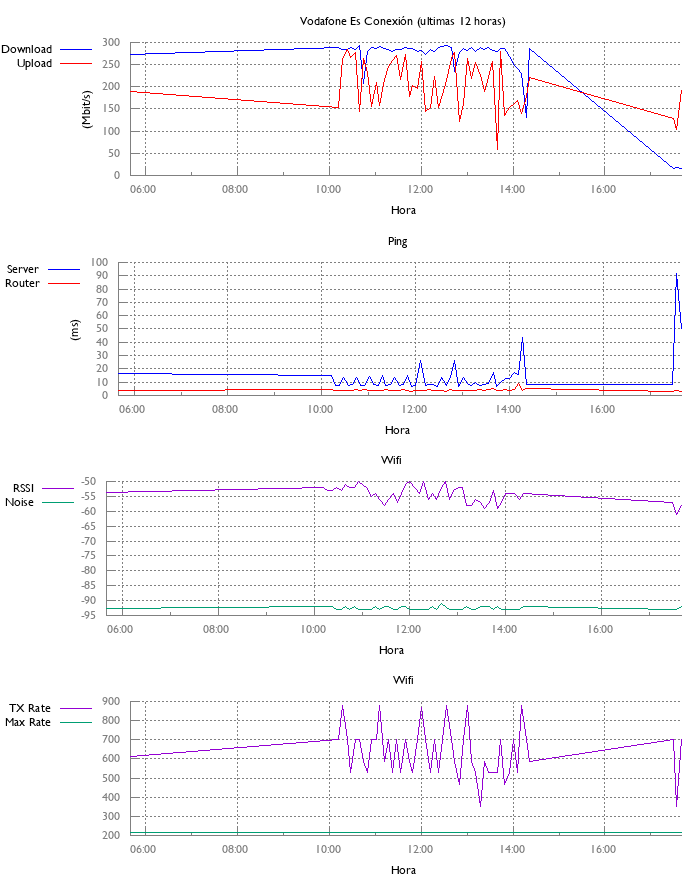 Vodafone Es Conexión (ultimas 12 horas)
Download
Upload
300
250
200
150
100
50
0
(Mbit/s)
06:00 08:00 10:00 12:00 14:00 16:00
Hora
Ping
Server
Router
100
90
80
70
60
50
40
30
20
10
0
(ms)
06:00 08:00 10:00 12:00 14:00 16:00
Hora
Wifi
RSSI
Noise
-50
-55
-60
-65
-70
-75
-80
-85
-90
-95
06:00 08:00 10:00 12:00 14:00 16:00
Hora
Wifi
TX Rate
Max Rate
900
800
700
600
500
400
300
200
06:00 08:00 10:00 12:00 14:00 16:00
Hora